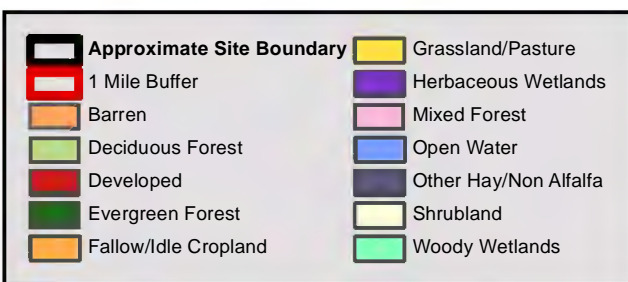 Approximate Site Boundary
1 Mile Buffer
Barren
Deciduous Forest
Developed
Evergreen Forest
Fallow/Idle Cropland
Grassland/Pasture
Herbaceous Wetlands
Mixed Forest
Open Water
Other Hay/Non Alfalfa
Shrubland
Woody Wetlands